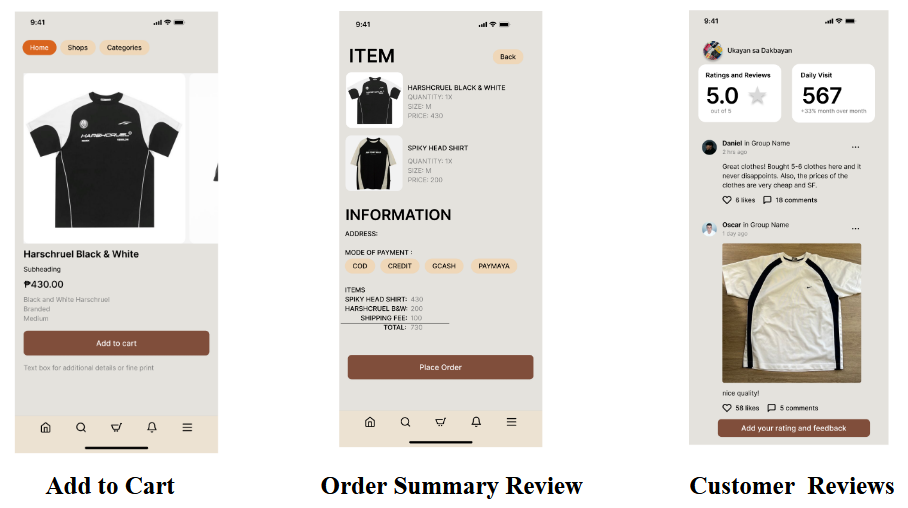 9:41
Home
Shops
Categories
HARSHCRUEL
Harschruel Black & White
Subheading
₱430.00
Black and White Harschruel
Branded
Medium
Add to cart
Text box for additional details or fine print
Add to Cart
9:41
ITEM
Back
HARSHCRUEL BLACK & WHITE
QUANTITY: 1X
SIZE: M
PRICE: 430
SPIKY HEAD SHIRT
QUANTITY: 1X
SIZE: M
PRICE: 200
INFORMATION
ADDRESS:
MODE OF PAYMENT :
COD
CREDIT
GCASH
PAYMAYA
ITEMS
SPIKY HEAD SHIRT: 430
HARSHCRUEL B&W: 200
SHIPPING FEE: 100
TOTAL: 730
Place Order
Order Summary Review
9:41
Ukayan sa Dakbayan
Ratings and Reviews
5.0
out of 5
Daily Visit
567
+33% month over month
Daniel in Group Name
2 hrs ago
Great clothes! Bought 5-6 clothes here and it
never disappoints. Also, the prices of the
clothes are very cheap and SF.
6 likes
18 comments
Oscar in Group Name
1 day ago
nice quality!
58 likes
5 comments
Add your rating and feedback
Customer Reviews